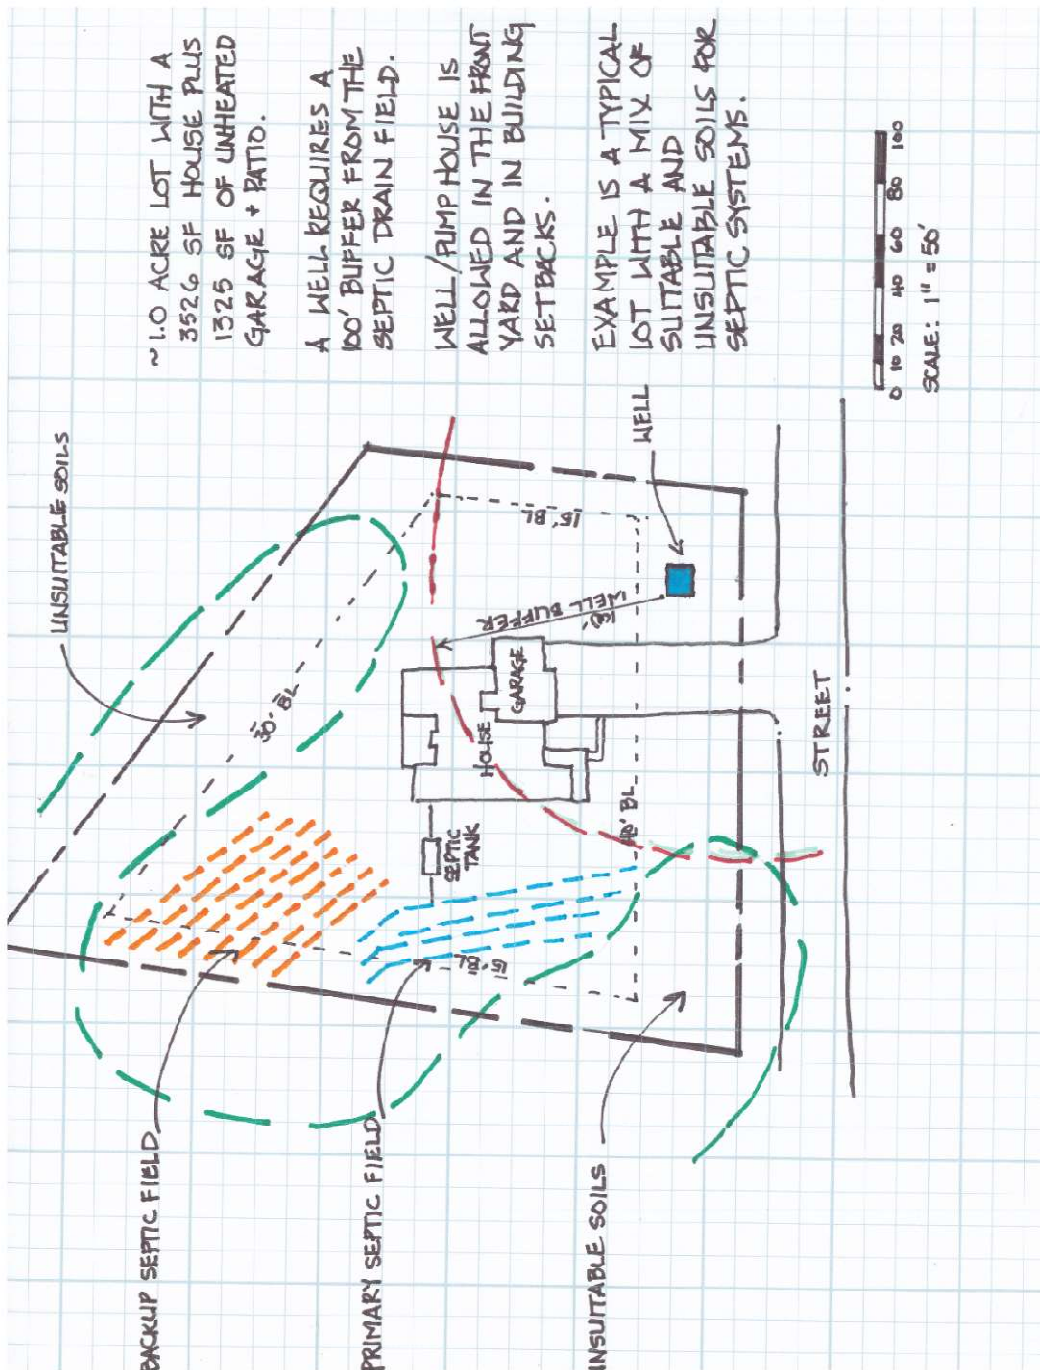 ~1.0 ACRE LOT WITH A
3526 SF HOUSE PLUS
1325 SF OF UNHEATED
GARAGE + PATIO.
A WELL REQUIRES A
100' BUFFER FROM THE
SEPTIC DRAIN FIELD.
WELL/PUMP HOUSE IS
ALLOWED IN THE FRONT
YARD AND IN BUILDING
SETBACKS.
EXAMPLE IS A TYPICAL
LOT WITH A MIX OF
SUITABLE AND
UNSUITABLE SOILS FOR
SEPTIC SYSTEMS.
0 10 20 40 60 80 100
SCALE: 1" = 50'
UNSUITABLE SOILS
30' BL
15' BL
WELL
100'
WELL BUFFER
GARAGE
HOUSE
SEPTIC
TANK
40' BL
15' BL
STREET
BACKUP SEPTIC FIELD
PRIMARY SEPTIC FIELD
INSUITABLE SOILS